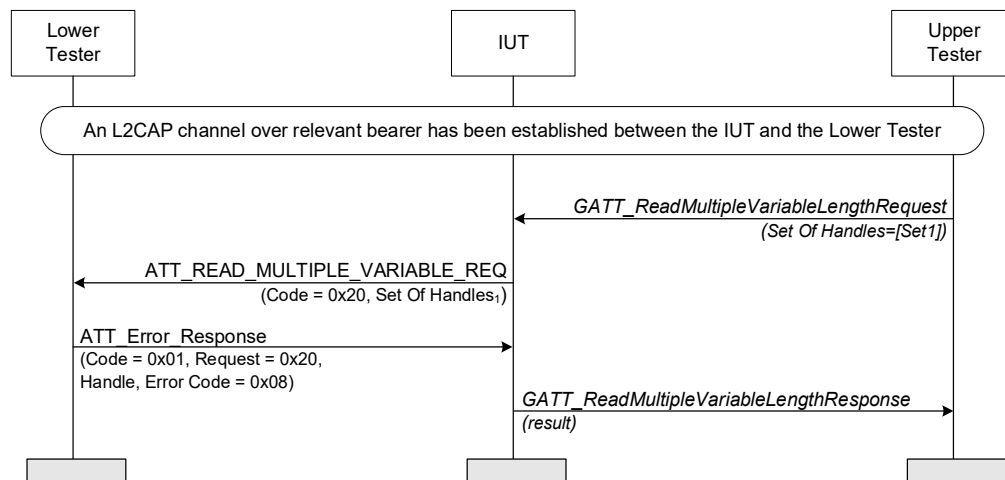 Lower
Tester
IUT
Upper
Tester
An L2CAP channel over relevant bearer has been established between the IUT and the Lower Tester
GATT_ReadMultipleVariableLengthRequest
(Set Of Handles=[Set1])
ATT_READ_MULTIPLE_VARIABLE_REQ
(Code = 0x20, Set Of Handles₁)
ATT_Error_Response
(Code = 0x01, Request = 0x20,
Handle, Error Code = 0x08)
GATT_ReadMultipleVariableLengthResponse
(result)